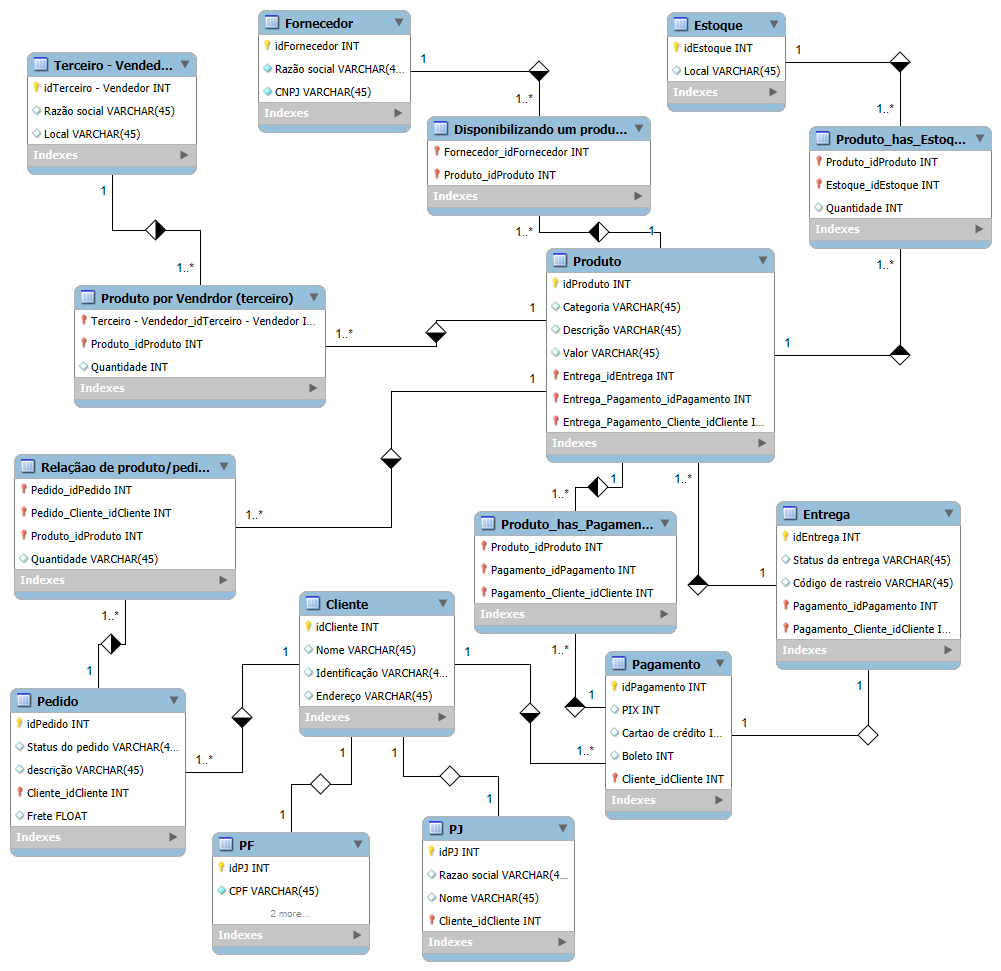 Fornecedor
idFornecedor INT
Razão social VARCHAR(4...
CNPJ VARCHAR(45)
Indexes
Estoque
idEstoque INT
Local VARCHAR(45)
Indexes
Terceiro - Vended...
idTerceiro - Vendedor INT
Razão social VARCHAR(45)
Local VARCHAR(45)
Indexes
1
1..*
1
1..*
Disponibilizando um produ...
Fornecedor_idFornecedor INT
Produto_idProduto INT
Indexes
Produto_has_Estoq...
Produto_idProduto INT
Estoque_idEstoque INT
Quantidade INT
Indexes
1
1..*
1..*
1
1..*
1
Produto
idProduto INT
Categoria VARCHAR(45)
Descrição VARCHAR(45)
Valor VARCHAR(45)
Entrega_idEntrega INT
Entrega_Pagamento_idPagamento INT
Entrega_Pagamento_Cliente_idCliente I...
Indexes
Produto por Vendrdor (terceiro)
Terceiro - Vendedor_idTerceiro - Vendedor I...
Produto_idProduto INT
Quantidade INT
Indexes
1..*
1
1
1..*
Relaçãao de produto/pedi...
Pedido_idPedido INT
Pedido_Cliente_idCliente INT
Produto_idProduto INT
Quantidade VARCHAR(45)
Indexes
1
1..*
1..*
1
Produto_has_Pagamen...
Produto_idProduto INT
Pagamento_idPagamento INT
Pagamento_Cliente_idCliente INT
Indexes
Entrega
idEntrega INT
Status da entrega VARCHAR(45)
Código de rastreio VARCHAR(45)
Pagamento_idPagamento INT
Pagamento_Cliente_idCliente I...
Indexes
1..*
1
1..*
1
Cliente
idCliente INT
Nome VARCHAR(45)
Identificação VARCHAR(4...
Endereço VARCHAR(45)
Indexes
Pagamento
idPagamento INT
PIX INT
Cartao de crédito I...
Boleto INT
Cliente_idCliente INT
Indexes
1
1
Pedido
idPedido INT
Status do pedido VARCHAR(4...
descrição VARCHAR(45)
Cliente_idCliente INT
Frete FLOAT
Indexes
1
1..*
1
1..*
1
1
1
1
PF
idPJ INT
CPF VARCHAR(45)
2 more...
Indexes
PJ
idPJ INT
Razao social VARCHAR(4...
Nome VARCHAR(45)
Cliente_idCliente INT
Indexes